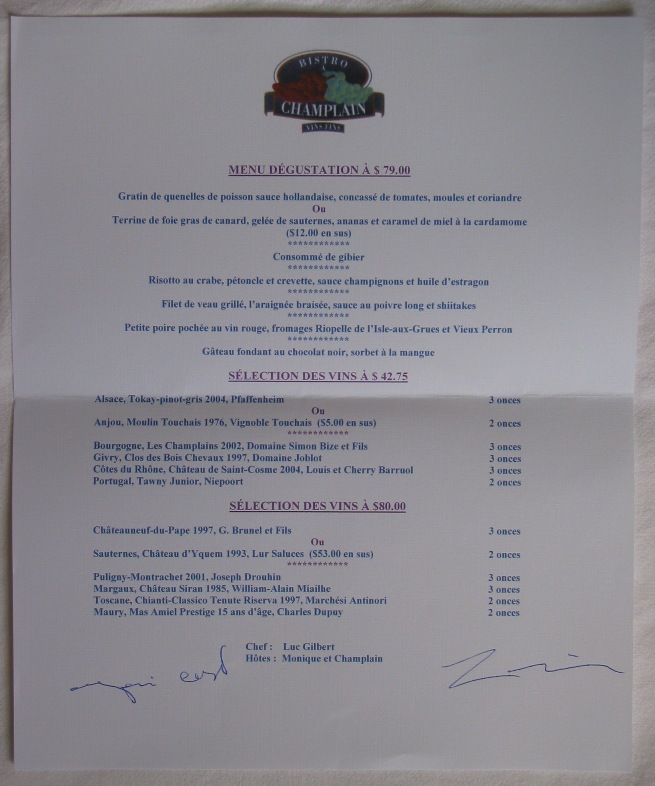 BISTRO
À
CHAMPLAIN
VINS FINS
MENU DÉGUSTATION À $ 79.00
Gratin de quenelles de poisson sauce hollandaise, concassé de tomates, moules et coriandre
Ou
Terrine de foie gras de canard, gelée de sauternes, ananas et caramel de miel à la cardamome
($12.00 en sus)
************
Consommé de gibier
************
Risotto au crabe, pétoncle et crevette, sauce champignons et huile d'estragon
************
Filet de veau grillé, l'araignée braisée, sauce au poivre long et shiitakes
************
Petite poire pochée au vin rouge, fromages Riopelle de l'Isle-aux-Grues et Vieux Perron
************
Gâteau fondant au chocolat noir, sorbet à la mangue
SÉLECTION DES VINS À $ 42.75
Alsace, Tokay-pinot-gris 2004, Pfaffenheim 3 onces
Ou
Anjou, Moulin Touchais 1976, Vignoble Touchais ($5.00 en sus) 2 onces
************
Bourgogne, Les Champlains 2002, Domaine Simon Bize et Fils 3 onces
Givry, Clos des Bois Chevaux 1997, Domaine Joblot 3 onces
Côtes du Rhône, Château de Saint-Cosme 2004, Louis et Cherry Barruol 3 onces
Portugal, Tawny Junior, Niepoort 2 onces
SÉLECTION DES VINS À $80.00
Châteauneuf-du-Pape 1997, G. Brunel et Fils 3 onces
Ou
Sauternes, Château d'Yquem 1993, Lur Saluces ($53.00 en sus) 2 onces
************
Puligny-Montrachet 2001, Joseph Drouhin 3 onces
Margaux, Château Siran 1985, William-Alain Miailhe 3 onces
Toscane, Chianti-Classico Tenute Riserva 1997, Marchési Antinori 2 onces
Maury, Mas Amiel Prestige 15 ans d'âge, Charles Dupuy 2 onces
Chef : Luc Gilbert
Hôtes : Monique et Champlain